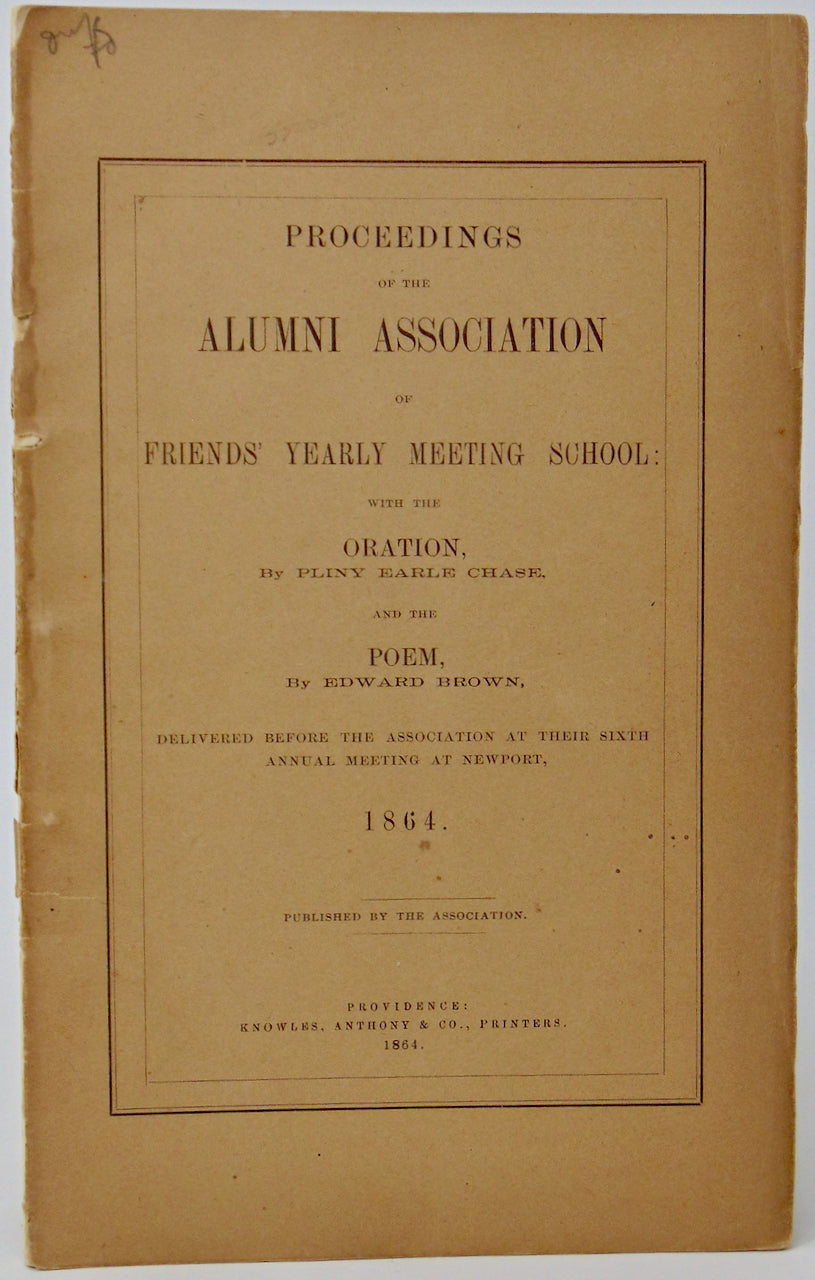 PROCEEDINGS
OF THE
ALUMNI ASSOCIATION
OF
FRIENDS' YEARLY MEETING SCHOOL:
WITH THE
ORATION,
By PLINY EARLE CHASE,
AND THE
POEM,
By EDWARD BROWN,
DELIVERED BEFORE THE ASSOCIATION AT THEIR SIXTH
ANNUAL MEETING AT NEWPORT,
1864.
PUBLISHED BY THE ASSOCIATION.
PROVIDENCE:
KNOWLES, ANTHONY & CO., PRINTERS.
1864.